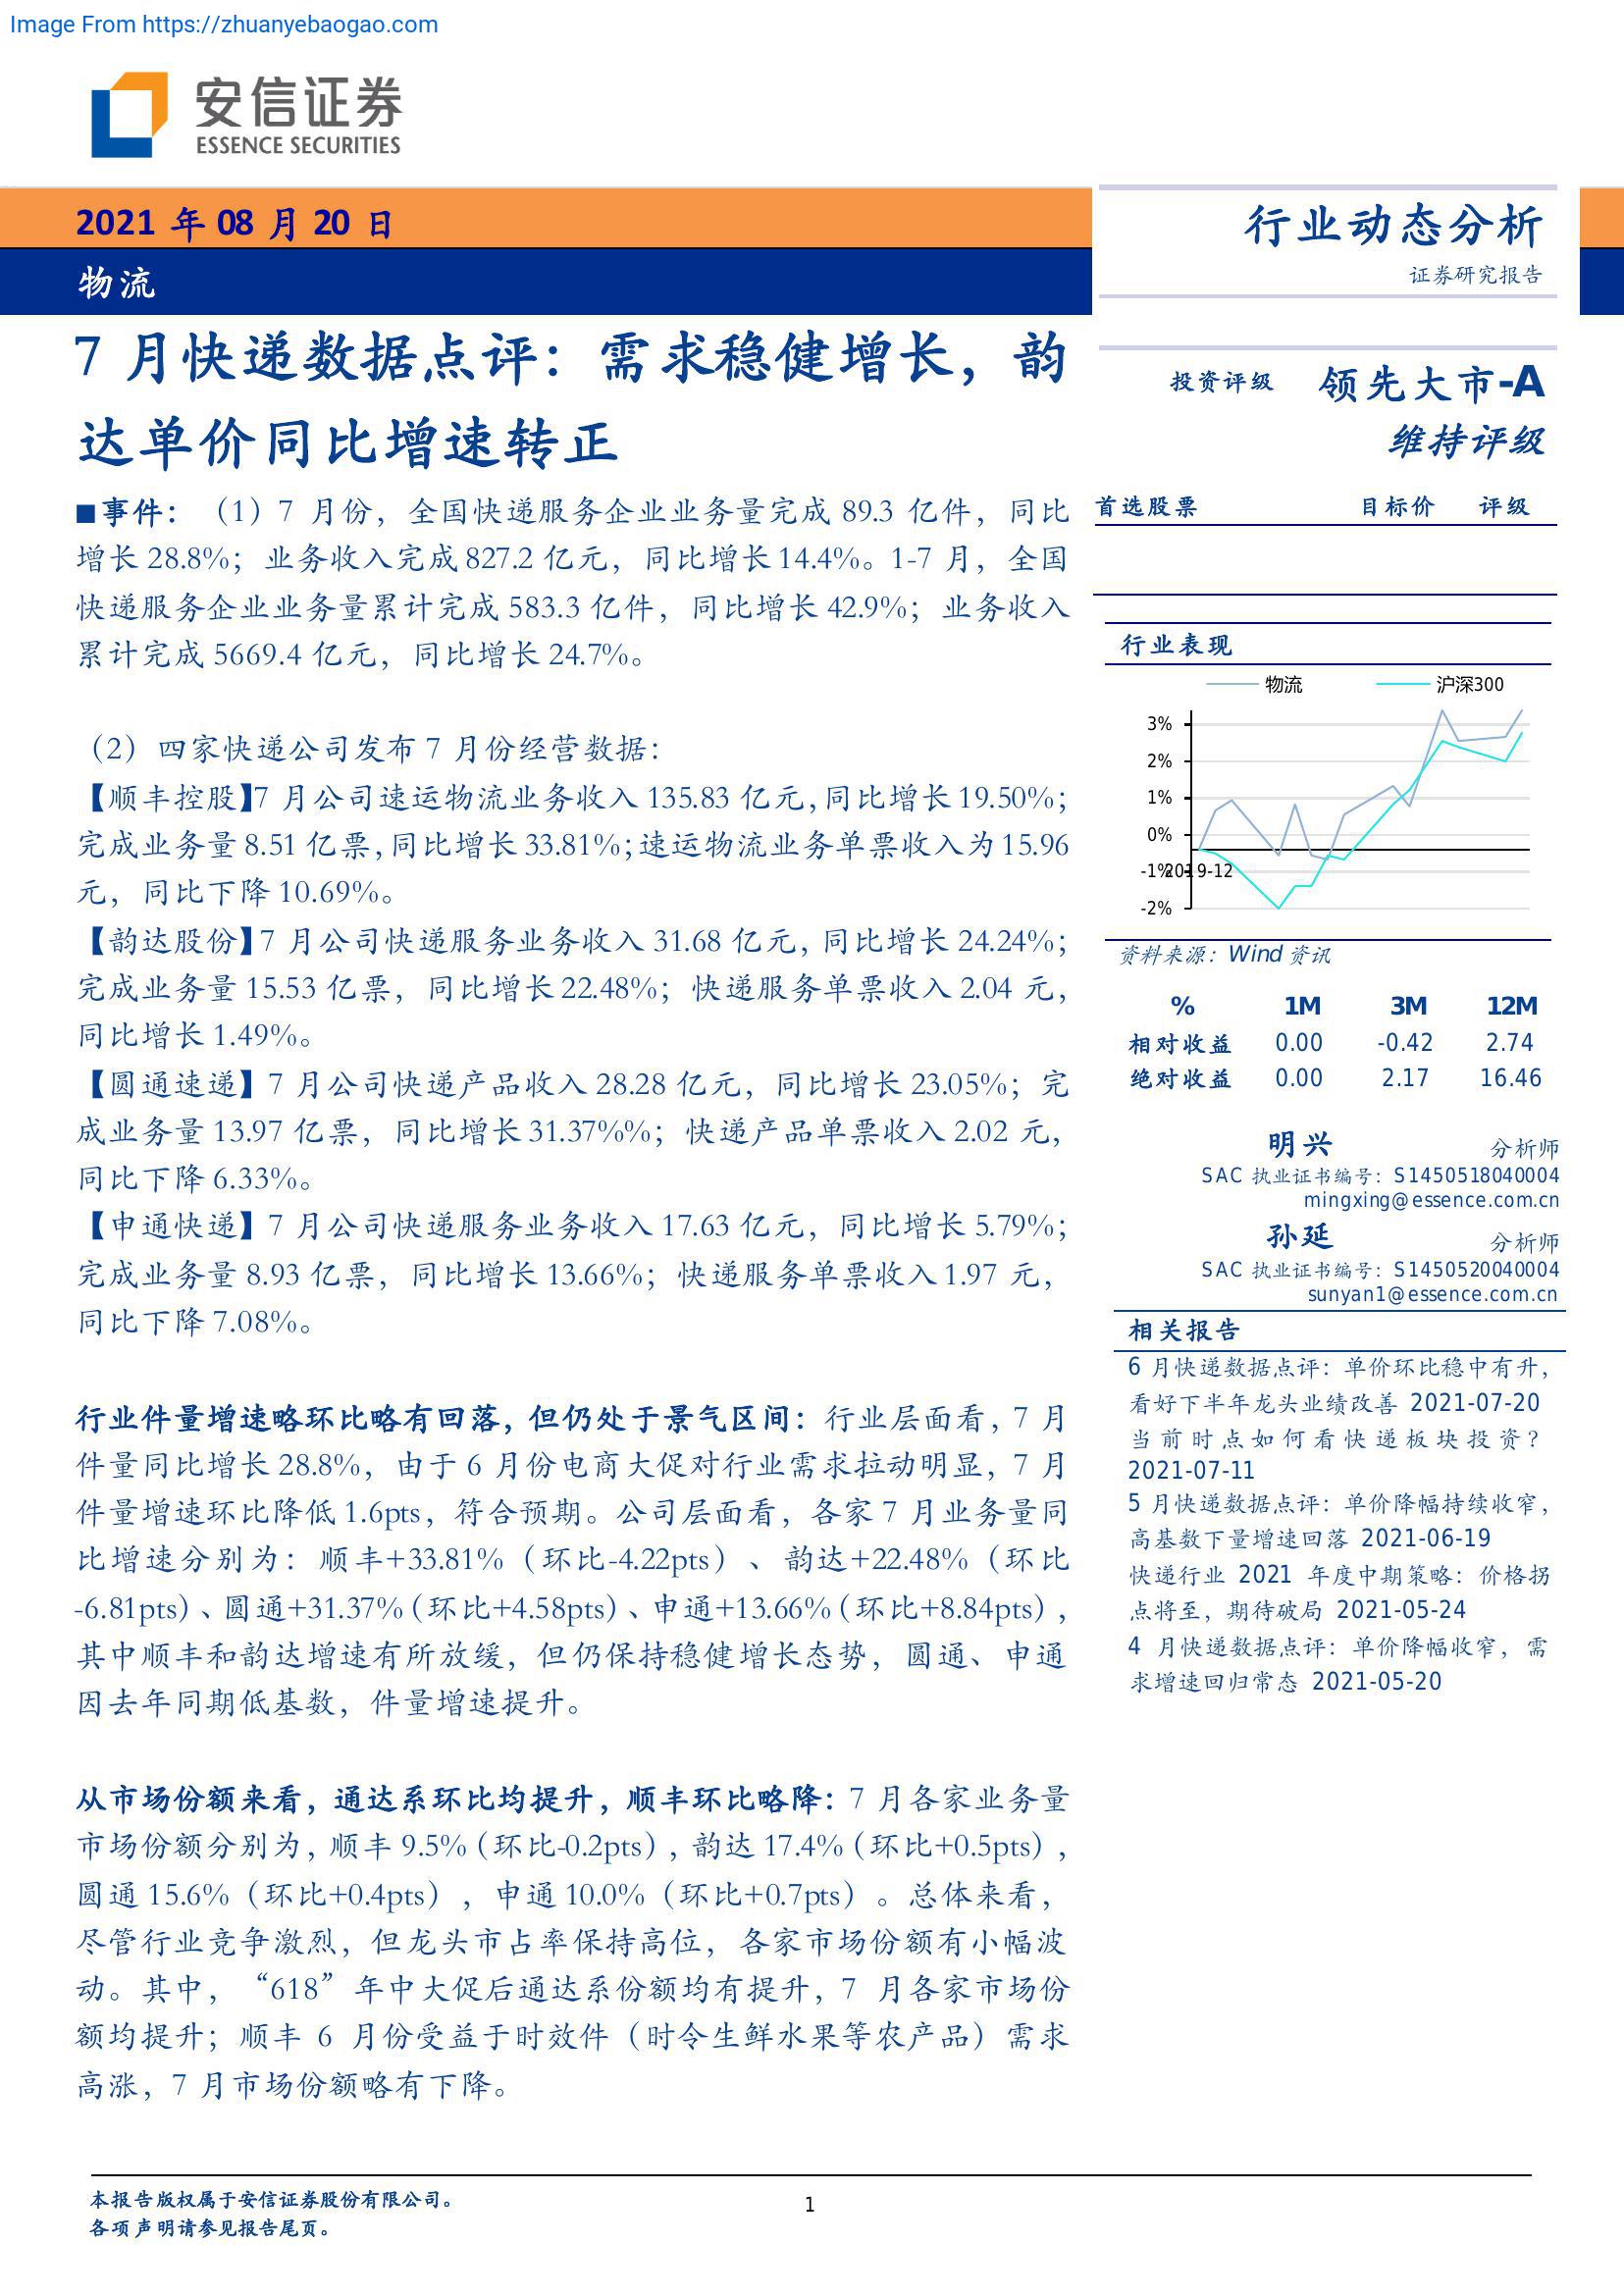 Image From https://zhuanyebaogao.com
安信证券
ESSENCE SECURITIES
2021 年 08 月 20 日
物流
行业动态分析
证券研究报告
7 月快递数据点评：需求稳健增长，韵
达单价同比增速转正
■事件：（1）7 月份，全国快递服务企业业务量完成 89.3 亿件，同比
增长 28.8%；业务收入完成 827.2 亿元，同比增长 14.4%。1-7 月，全国
快递服务企业业务量累计完成 583.3 亿件，同比增长 42.9%；业务收入
累计完成 5669.4 亿元，同比增长 24.7%。
（2）四家快递公司发布 7 月份经营数据：
【顺丰控股】7 月公司速运物流业务收入 135.83 亿元，同比增长 19.50%；
完成业务量 8.51 亿票，同比增长 33.81%；速运物流业务单票收入为 15.96
元，同比下降 10.69%。
【韵达股份】7 月公司快递服务业务收入 31.68 亿元，同比增长 24.24%；
完成业务量 15.53 亿票，同比增长 22.48%；快递服务单票收入 2.04 元，
同比增长 1.49%。
【圆通速递】7 月公司快递产品收入 28.28 亿元，同比增长 23.05%；完
成业务量 13.97 亿票，同比增长 31.37%%；快递产品单票收入 2.02 元，
同比下降 6.33%。
【申通快递】7 月公司快递服务业务收入 17.63 亿元，同比增长 5.79%；
完成业务量 8.93 亿票，同比增长 13.66%；快递服务单票收入 1.97 元，
同比下降 7.08%。
行业件量增速略环比略有回落，但仍处于景气区间：行业层面看，7 月
件量同比增长 28.8%，由于 6 月份电商大促对行业需求拉动明显，7 月
件量增速环比降低 1.6pts，符合预期。公司层面看，各家 7 月业务量同
比增速分别为：顺丰+33.81%（环比-4.22pts）、韵达+22.48%（环比
-6.81pts）、圆通+31.37%（环比+4.58pts）、申通+13.66%（环比+8.84pts），
其中顺丰和韵达增速有所放缓，但仍保持稳健增长态势，圆通、申通
因去年同期低基数，件量增速提升。
从市场份额来看，通达系环比均提升，顺丰环比略降：7 月各家业务量
市场份额分别为，顺丰 9.5%（环比-0.2pts），韵达 17.4%（环比+0.5pts），
圆通 15.6%（环比+0.4pts），申通 10.0%（环比+0.7pts）。总体来看，
尽管行业竞争激烈，但龙头市占率保持高位，各家市场份额有小幅波
动。其中，“618”年中大促后通达系份额均有提升，7 月各家市场份
额均提升；顺丰 6 月份受益于时效件（时令生鲜水果等农产品）需求
高涨，7 月市场份额略有下降。
投资评级 领先大市-A
维持评级
首选股票 目标价 评级
行业表现
物流 沪深300
3%
2%
1%
0%
-1%
-2%
2019-12
资料来源：Wind 资讯
% 1M 3M 12M
相对收益 0.00 -0.42 2.74
绝对收益 0.00 2.17 16.46
明兴 分析师
SAC 执业证书编号：S1450518040004
mingxing@essence.com.cn
孙延 分析师
SAC 执业证书编号：S1450520040004
sunyan1@essence.com.cn
相关报告
6 月快递数据点评：单价环比稳中有升，
看好下半年龙头业绩改善 2021-07-20
当前时点如何看快递板块投资？
2021-07-11
5 月快递数据点评：单价降幅持续收窄，
高基数下量增速回落 2021-06-19
快递行业 2021 年度中期策略：价格拐
点将至，期待破局 2021-05-24
4 月快递数据点评：单价降幅收窄，需
求增速回归常态 2021-05-20
本报告版权属于安信证券股份有限公司。
各项声明请参见报告尾页。
1